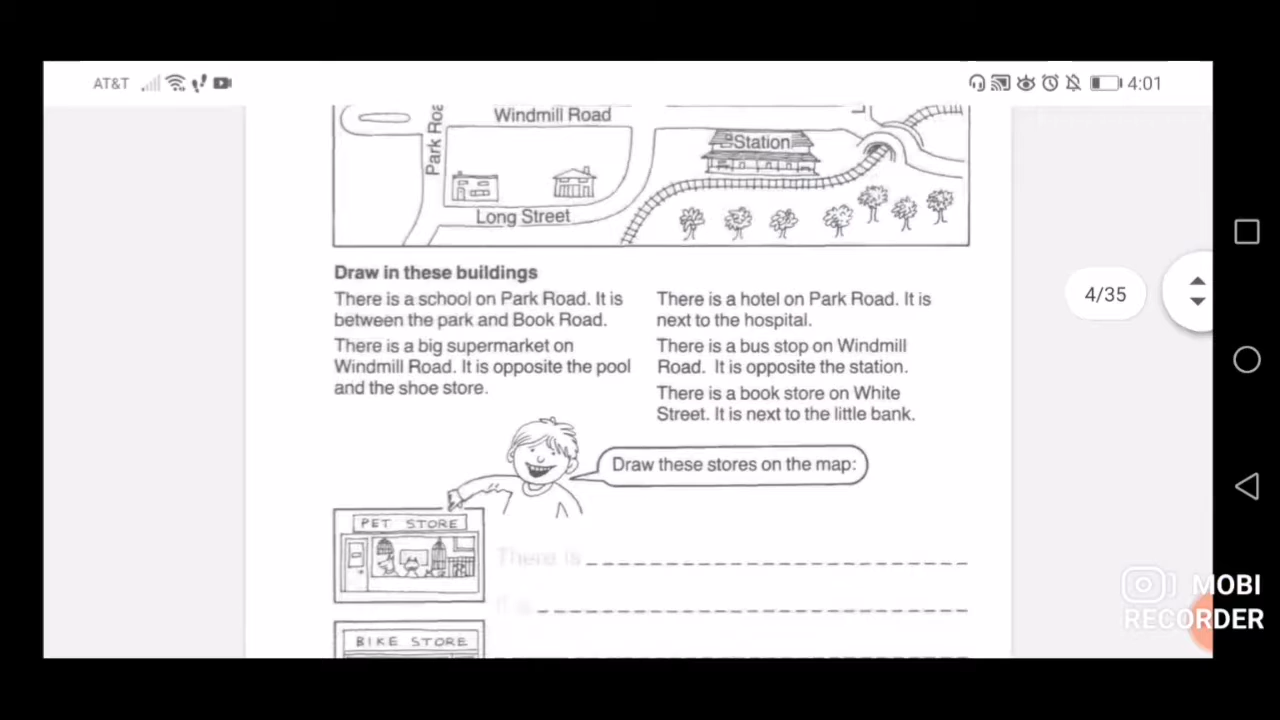 AT&T
4:01
Windmill Road
Park Roa
Station
Long Street
Draw in these buildings
There is a school on Park Road. It is
between the park and Book Road.
There is a big supermarket on
Windmill Road. It is opposite the pool
and the shoe store.
There is a hotel on Park Road. It is
next to the hospital.
There is a bus stop on Windmill
Road. It is opposite the station.
There is a book store on White
Street. It is next to the little bank.
4/35
Draw these stores on the map:
PET STORE
There is
It is
BIKE STORE
MOBI
RECORDER